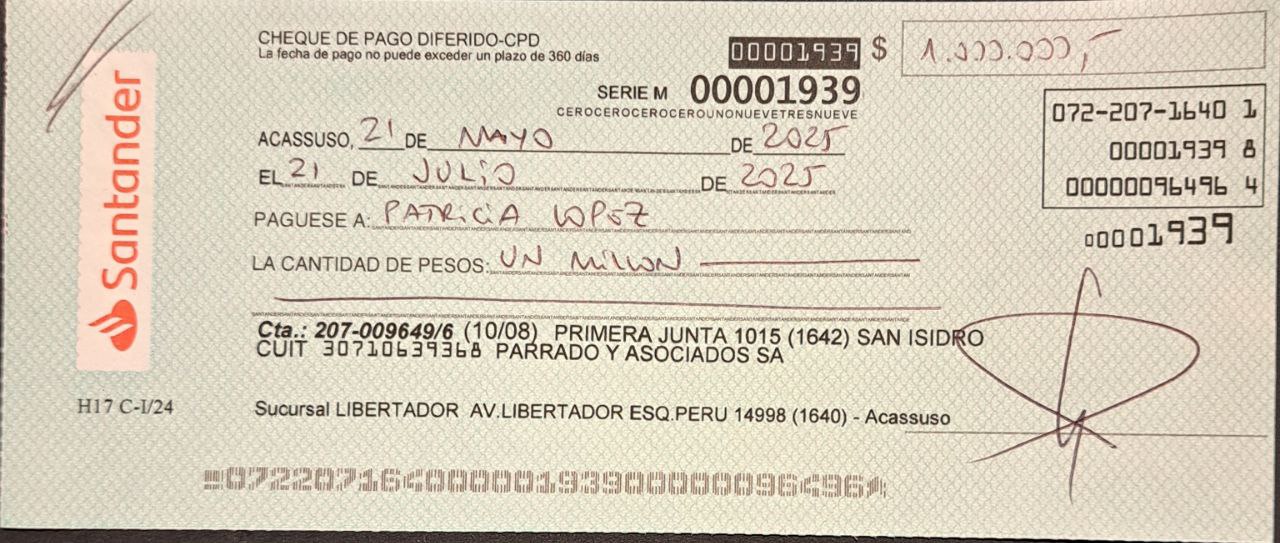 CHEQUE DE PAGO DIFERIDO-CPD
La fecha de pago no puede exceder un plazo de 360 días
00001939 $ 1.000.000,-
SERIE M 00001939
CEROCEROCEROCEROUNONUEVETRESNUEVE
072-207-1640 1
00001939 8
00000096496 4
00001939
ACASSUSO, 21 DE MAYO DE 2025
EL 21 DE JULIO DE 2025
PAGUESE A: PATRICIA LOPEZ
LA CANTIDAD DE PESOS: UN MILLON
Cta.: 207-009649/6 (10/08) PRIMERA JUNTA 1015 (1642) SAN ISIDRO
CUIT 30710639368 PARRADO Y ASOCIADOS SA
Sucursal LIBERTADOR AV.LIBERTADOR ESQ.PERU 14998 (1640) - Acassuso
Santander
H17 C-I/24
07220716400000193900000096496